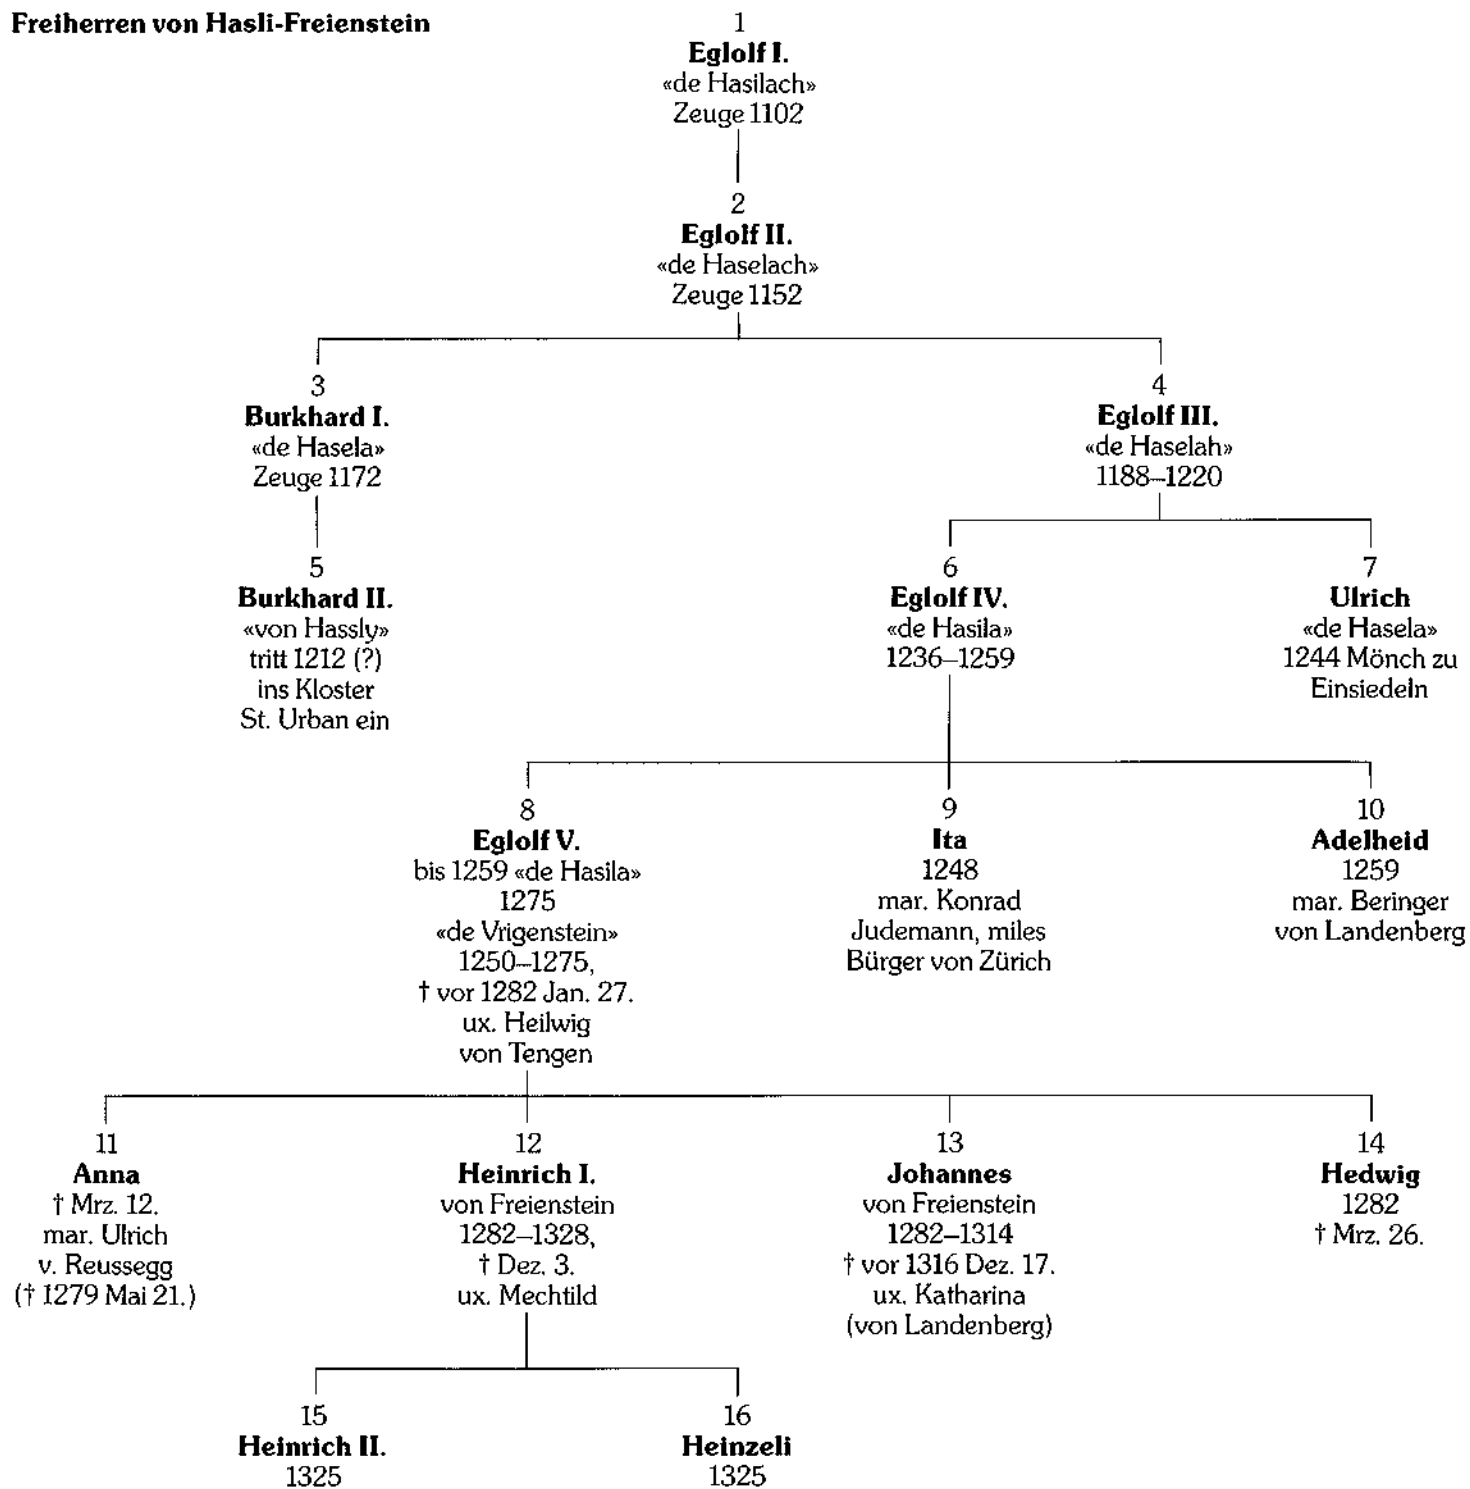 Freiherren von Hasli-Freienstein
1
Eglolf I.
«de Hasilach»
Zeuge 1102
2
Eglolf II.
«de Haselach»
Zeuge 1152
3
Burkhard I.
«de Hasela»
Zeuge 1172
4
Eglolf III.
«de Haselah»
1188–1220
5
Burkhard II.
«von Hassly»
tritt 1212 (?)
ins Kloster
St. Urban ein
6
Eglolf IV.
«de Hasila»
1236–1259
7
Ulrich
«de Hasela»
1244 Mönch zu
Einsiedeln
8
Eglolf V.
bis 1259 «de Hasila»
1275
«de Vrigenstein»
1250–1275,
† vor 1282 Jan. 27.
ux. Heilwig
von Tengen
9
Ita
1248
mar. Konrad
Judemann, miles
Bürger von Zürich
10
Adelheid
1259
mar. Beringer
von Landenberg
11
Anna
† Mrz. 12.
mar. Ulrich
v. Reussegg
(† 1279 Mai 21.)
12
Heinrich I.
von Freienstein
1282–1328,
† Dez. 3.
ux. Mechtild
13
Johannes
von Freienstein
1282–1314
† vor 1316 Dez. 17.
ux. Katharina
(von Landenberg)
14
Hedwig
1282
† Mrz. 26.
15
Heinrich II.
1325
16
Heinzeli
1325